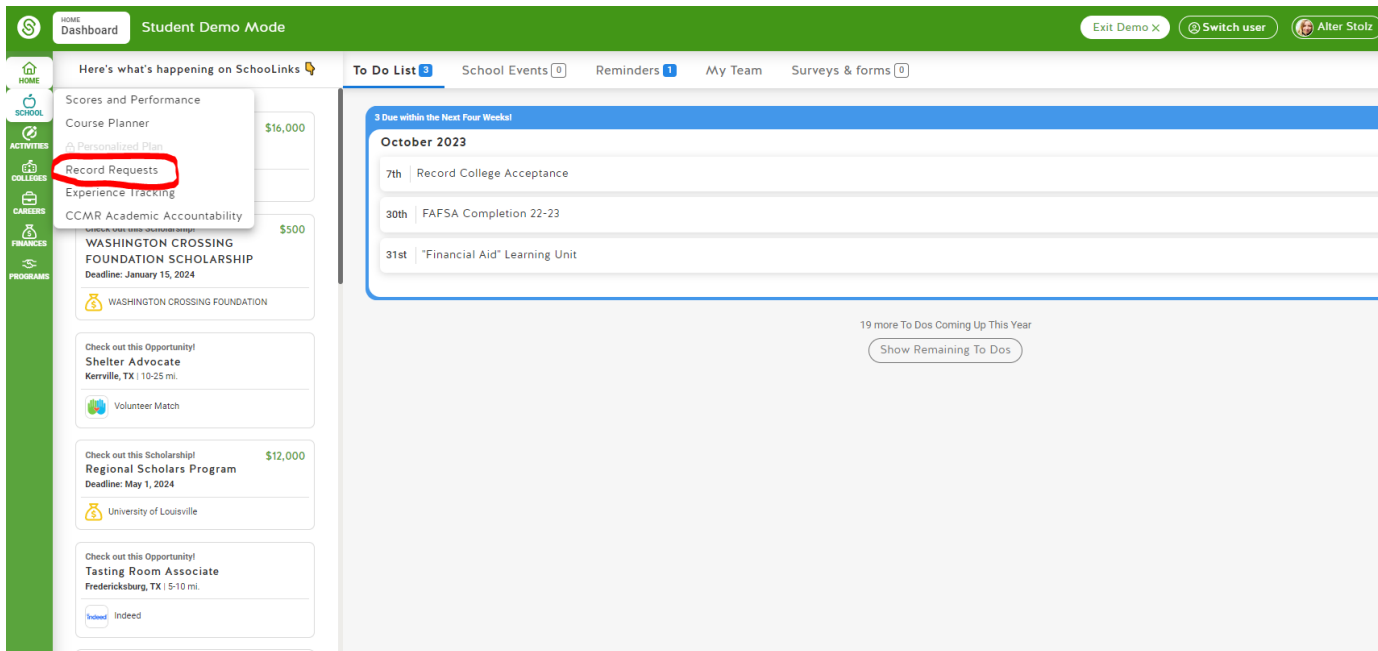 HOME
Dashboard
Student Demo Mode
Exit Demo X
Switch user
Alter Stolz
HOME
SCHOOL
ACTIVITIES
COLLEGES
CAREERS
FINANCES
PROGRAMS
Here's what's happening on SchooLinks
Scores and Performance
Course Planner
Personalized Plan
Record Requests
Experience Tracking
CCMR Academic Accountability
$16,000
Check out this Scholarship!
$500
WASHINGTON CROSSING
FOUNDATION SCHOLARSHIP
Deadline: January 15, 2024
WASHINGTON CROSSING FOUNDATION
Check out this Opportunity!
Shelter Advocate
Kerrville, TX | 10-25 mi.
Volunteer Match
Check out this Scholarship!
$12,000
Regional Scholars Program
Deadline: May 1, 2024
University of Louisville
Check out this Opportunity!
Tasting Room Associate
Fredericksburg, TX | 5-10 mi.
indeed
Indeed
To Do List 3
School Events 0
Reminders 1
My Team
Surveys & forms 0
3 Due within the Next Four Weeks!
October 2023
7th Record College Acceptance
30th FAFSA Completion 22-23
31st "Financial Aid" Learning Unit
19 more To Dos Coming Up This Year
Show Remaining To Dos